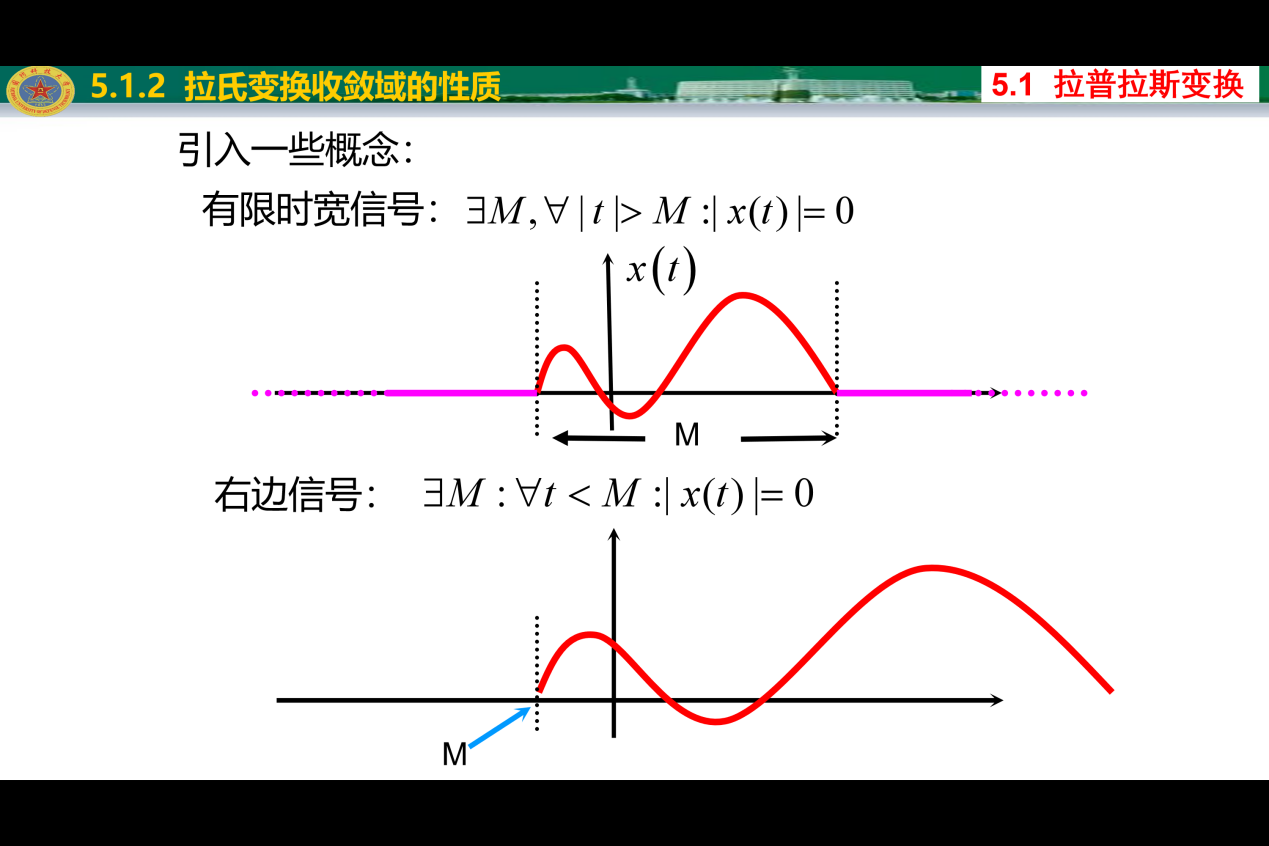 5.1.2 拉氏变换收敛域的性质
5.1 拉普拉斯变换
引入一些概念：
有限时宽信号： ∃M,∀|t|> M :| x(t) |= 0
x(t)
M
右边信号： ∃M : ∀t < M :| x(t) |= 0
M